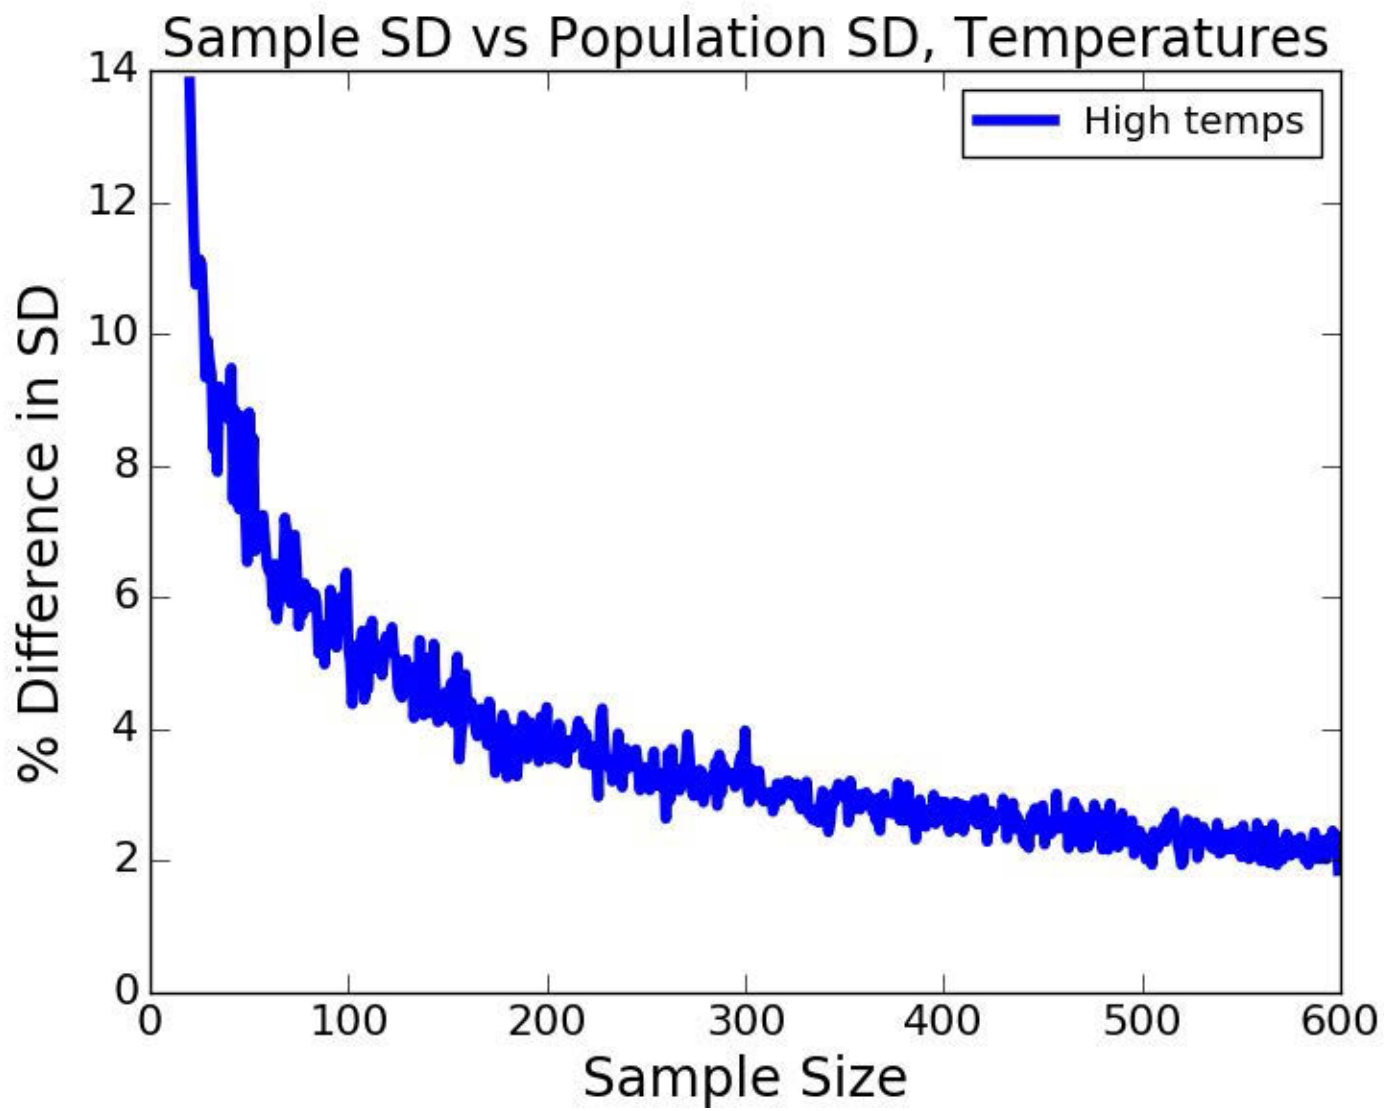 Sample SD vs Population SD, Temperatures
High temps
14
12
10
8
6
4
2
0
% Difference in SD
0 100 200 300 400 500 600
Sample Size